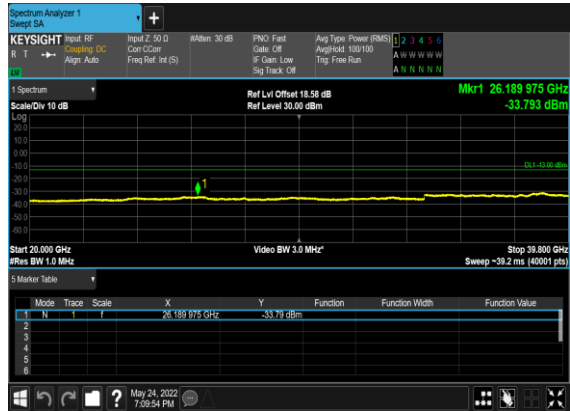 Spectrum Analyzer 1
Swept SA
+
KEYSIGHT Input: RF Input Z: 50 Ω #Atten: 30 dB PNO: Fast Avg Type: Power (RMS) 1 2 3 4 5 6
R T Coupling: DC Corr CCorr Gate: Off Avg|Hold: 100/100 A W W W W W
Align: Auto Freq Ref: Int (S) IF Gain: Low Trig: Free Run
LW Sig Track: Off A N N N N N
1 Spectrum Ref Lvl Offset 18.58 dB Mkr1 26.189 975 GHz
Scale/Div 10 dB Ref Level 30.00 dBm -33.793 dBm
Log
20.0
10.0
0.00
-10.0 DL1 -13.00 dBm
-20.0
1
-30.0
-40.0
-50.0
-60.0
Start 20.000 GHz Video BW 3.0 MHz* Stop 39.800 GHz
#Res BW 1.0 MHz Sweep ~39.2 ms (40001 pts)
5 Marker Table
Mode Trace Scale X Y Function Function Width Function Value
1 N 1 f 26.189 975 GHz -33.79 dBm
2
3
4
5
6
? May 24, 2022
7:09:54 PM